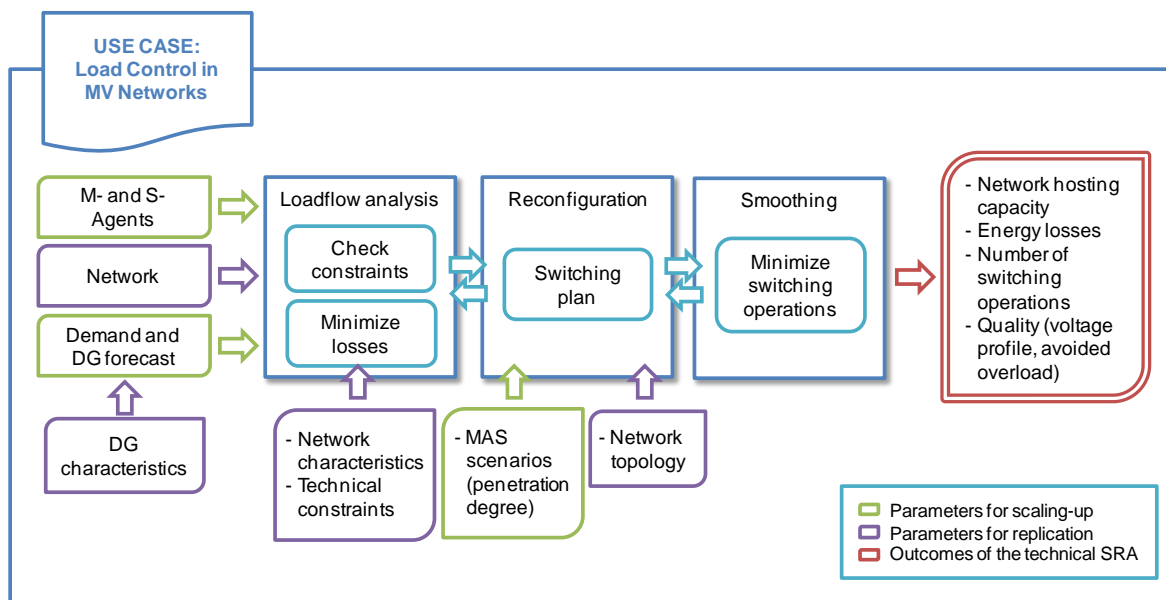 USE CASE:
Load Control in
MV Networks
M- and S-
Agents
Network
Demand and
DG forecast
DG
characteristics
Loadflow analysis
Check
constraints
Minimize
losses
- Network
characteristics
- Technical
constraints
Reconfiguration
Switching
plan
- MAS
scenarios
(penetration
degree)
- Network
topology
Smoothing
Minimize
switching
operations
- Network hosting
capacity
- Energy losses
- Number of
switching
operations
- Quality (voltage
profile, avoided
overload)
Parameters for scaling-up
Parameters for replication
Outcomes of the technical SRA